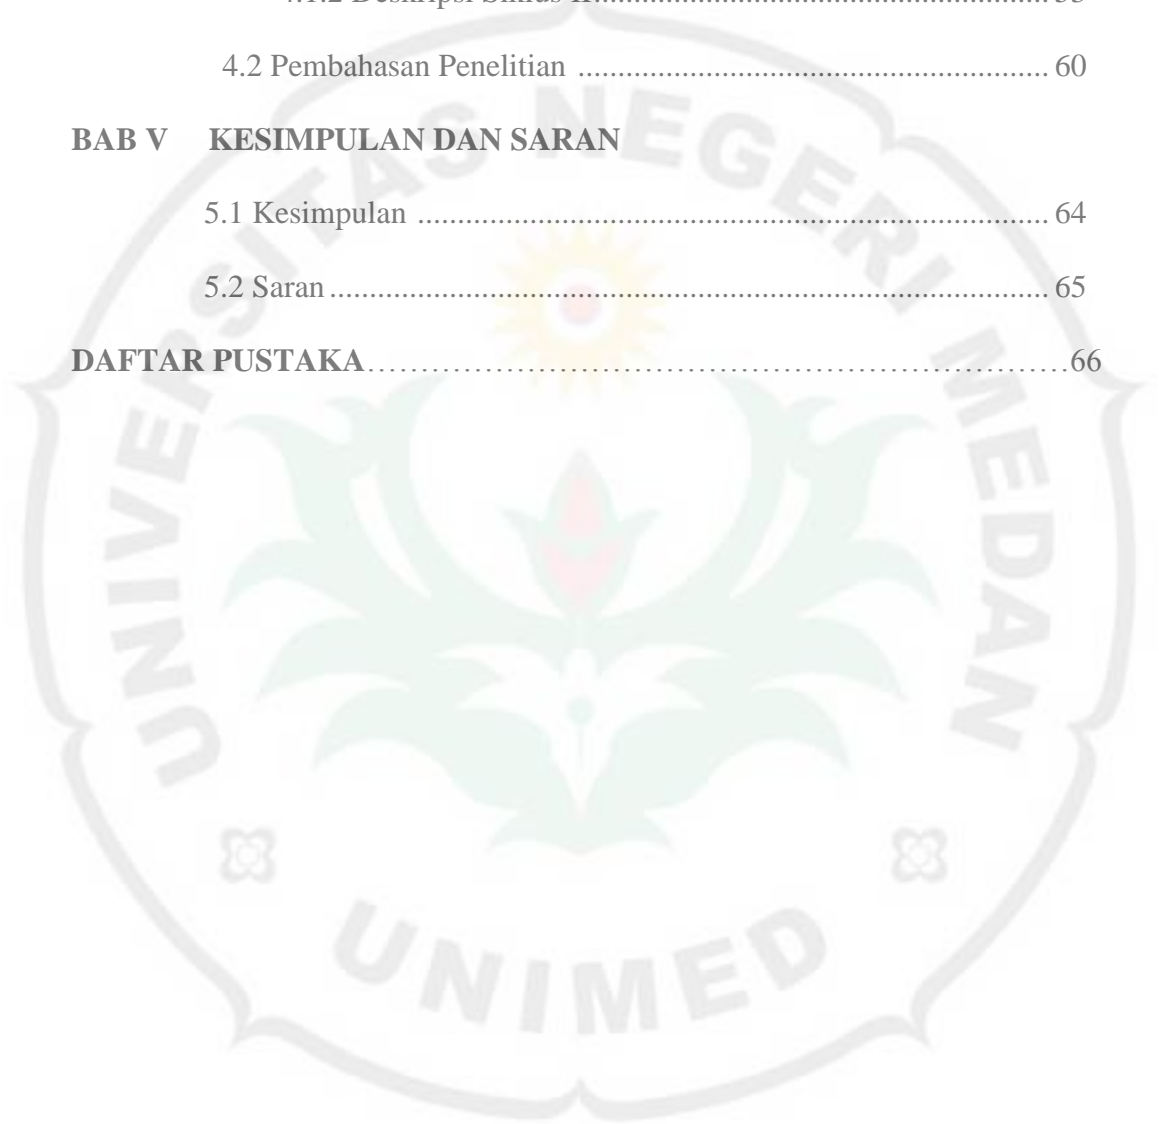 4.2 Pembahasan Penelitian ............................................................ 60
BAB V KESIMPULAN DAN SARAN
5.1 Kesimpulan ................................................................................ 64
5.2 Saran ........................................................................................... 65
DAFTAR PUSTAKA……………………………………………………………66
UNIVERSITAS NEGERI MEDAN
UNIMED